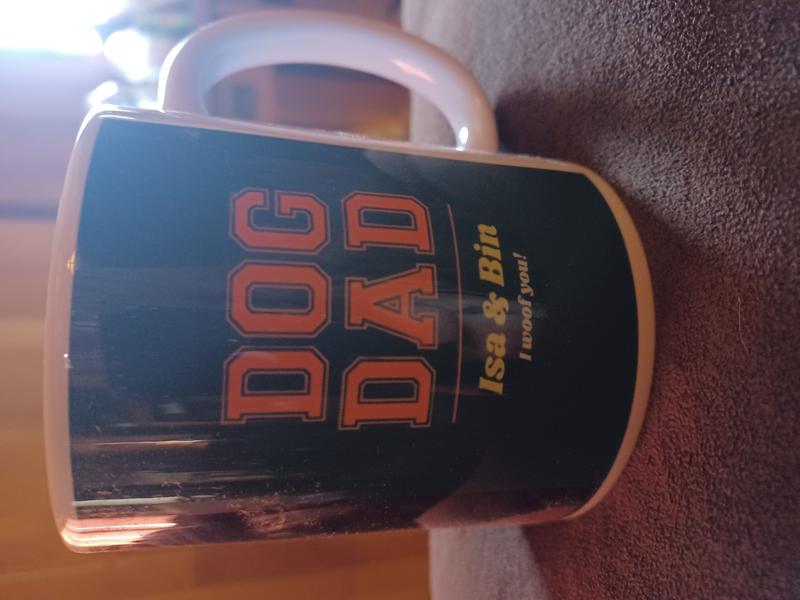 DOG
DAD
Isa & Bin
I woof you!